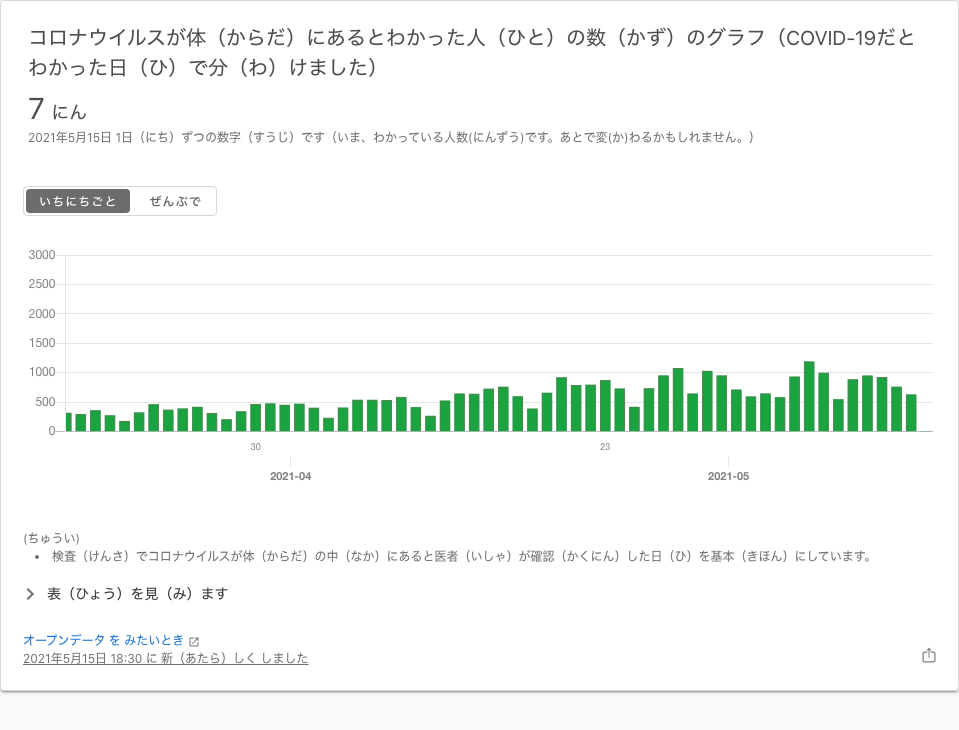 コロナウイルスが体（からだ）にあるとわかった人（ひと）の数（かず）のグラフ（COVID-19だと
わかった日（ひ）で分（わ）けました）
7 にん
2021年5月15日 1日（にち）ずつの数字（すうじ）です（いま、わかっている人数(にんずう)です。あとで変(か)わるかもしれません。）
いちにちごと ぜんぶで
3000
2500
2000
1500
1000
500
0
30 23
2021-04 2021-05
(ちゅうい)
• 検査（けんさ）でコロナウイルスが体（からだ）の中（なか）にあると医者（いしゃ）が確認（かくにん）した日（ひ）を基本（きほん）にしています。
表（ひょう）を見（み）ます
オープンデータ を みたいとき
2021年5月15日 18:30 に 新（あたら）しく しました